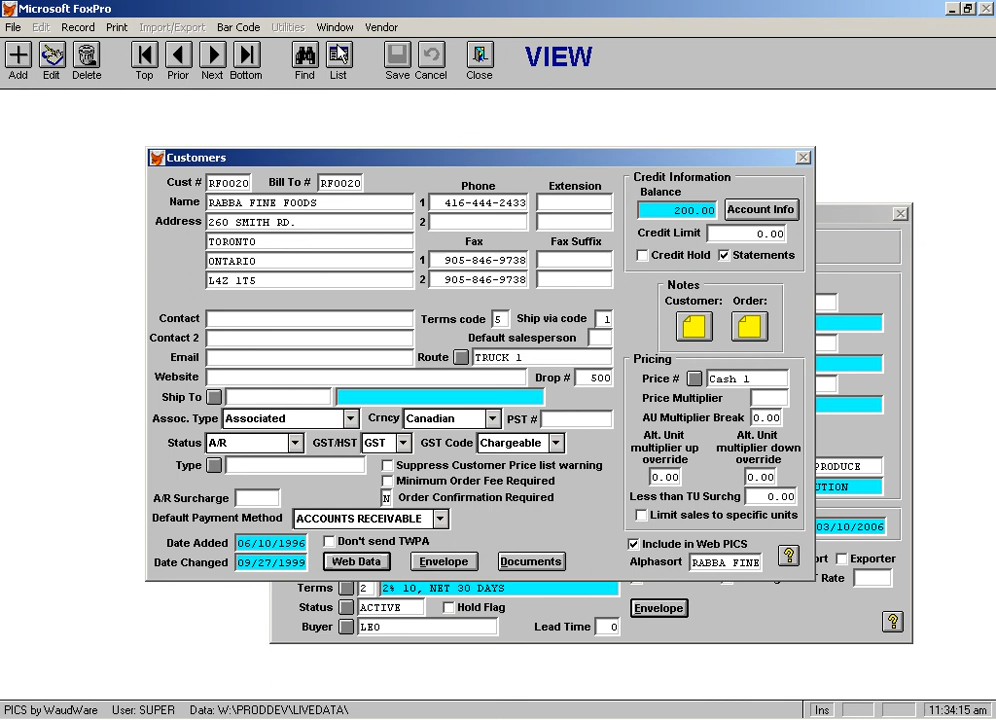 Microsoft FoxPro
File Edit Record Print Import/Export Bar Code Utilities Window Vendor
Add Edit Delete Top Prior Next Bottom Find List Save Cancel Close
VIEW
Customers
Cust # RF0020 Bill To # RF0020
Name RABBA FINE FOODS
Address 260 SMITH RD.
TORONTO
ONTARIO
L4Z 1T5
Phone Extension
1 416-444-2433
2
Fax Fax Suffix
1 905-846-9738
2 905-846-9738
Contact
Contact 2
Email
Website
Terms code 5 Ship via code 1
Default salesperson
Route TRUCK 1
Drop # 500
Ship To
Assoc. Type Associated Crncy Canadian PST #
Status A/R GST/HST GST GST Code Chargeable
Type
Suppress Customer Price list warning
Minimum Order Fee Required
N Order Confirmation Required
A/R Surcharge
Default Payment Method ACCOUNTS RECEIVABLE
Date Added 06/10/1996 Don't send TWPA
Date Changed 09/27/1999 Web Data Envelope Documents
Credit Information
Balance
200.00 Account Info
Credit Limit 0.00
Credit Hold Statements
Notes
Customer: Order:
Pricing
Price # Cash 1
Price Multiplier
AU Multiplier Break 0.00
Alt. Unit multiplier up override
0.00
Alt. Unit multiplier down override
0.00
Less than TU Surchg 0.00
Limit sales to specific units
Include in Web PICS
Alphasort RABBA FINE
?
PRODUCE
UTION
03/10/2006
ort Exporter
Rate
Terms 2 2% 10, NET 30 DAYS
Status ACTIVE Hold Flag
Envelope
Buyer LEO Lead Time 0
?
PICS by WaudWare User: SUPER Data: W:\PRODDEV\LIVEDATA\ Ins 11:34:15 am